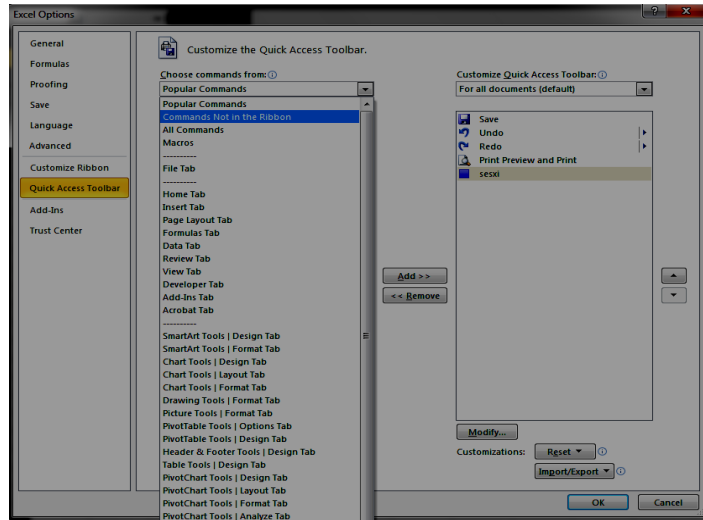 Excel Options
General
Formulas
Proofing
Save
Language
Advanced
Customize Ribbon
Quick Access Toolbar
Add-Ins
Trust Center
Customize the Quick Access Toolbar.
Choose commands from:
Popular Commands
Popular Commands
Commands Not in the Ribbon
All Commands
Macros
----------
File Tab
----------
Home Tab
Insert Tab
Page Layout Tab
Formulas Tab
Data Tab
Review Tab
View Tab
Developer Tab
Add-Ins Tab
Acrobat Tab
----------
SmartArt Tools | Design Tab
SmartArt Tools | Format Tab
Chart Tools | Design Tab
Chart Tools | Layout Tab
Chart Tools | Format Tab
Drawing Tools | Format Tab
Picture Tools | Format Tab
PivotTable Tools | Options Tab
PivotTable Tools | Design Tab
Header & Footer Tools | Design Tab
Table Tools | Design Tab
PivotChart Tools | Design Tab
PivotChart Tools | Layout Tab
PivotChart Tools | Format Tab
PivotChart Tools | Analyze Tab
Add >>
<< Remove
Customize Quick Access Toolbar:
For all documents (default)
Save
Undo
Redo
Print Preview and Print
sesxi
Modify...
Customizations: Reset
Import/Export
OK Cancel